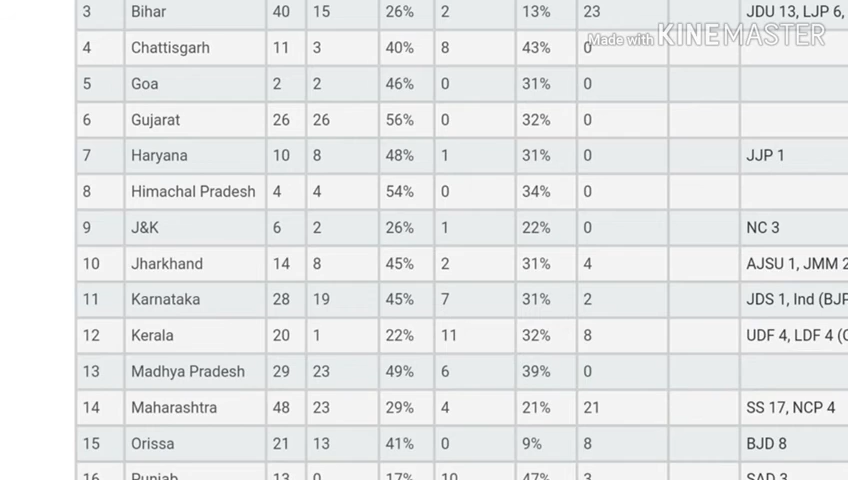 3 Bihar 40 15 26% 2 13% 23 JDU 13, LJP 6,
Made with KINEMASTER
4 Chattisgarh 11 3 40% 8 43% 0
5 Goa 2 2 46% 0 31% 0
6 Gujarat 26 26 56% 0 32% 0
7 Haryana 10 8 48% 1 31% 0 JJP 1
8 Himachal Pradesh 4 4 54% 0 34% 0
9 J&K 6 2 26% 1 22% 0 NC 3
10 Jharkhand 14 8 45% 2 31% 4 AJSU 1, JMM 2
11 Karnataka 28 19 45% 7 31% 2 JDS 1, Ind (BJP
12 Kerala 20 1 22% 11 32% 8 UDF 4, LDF 4 (C
13 Madhya Pradesh 29 23 49% 6 39% 0
14 Maharashtra 48 23 29% 4 21% 21 SS 17, NCP 4
15 Orissa 21 13 41% 0 9% 8 BJD 8
16 Punjab 13 0 17% 10 47% 3 SAD 3